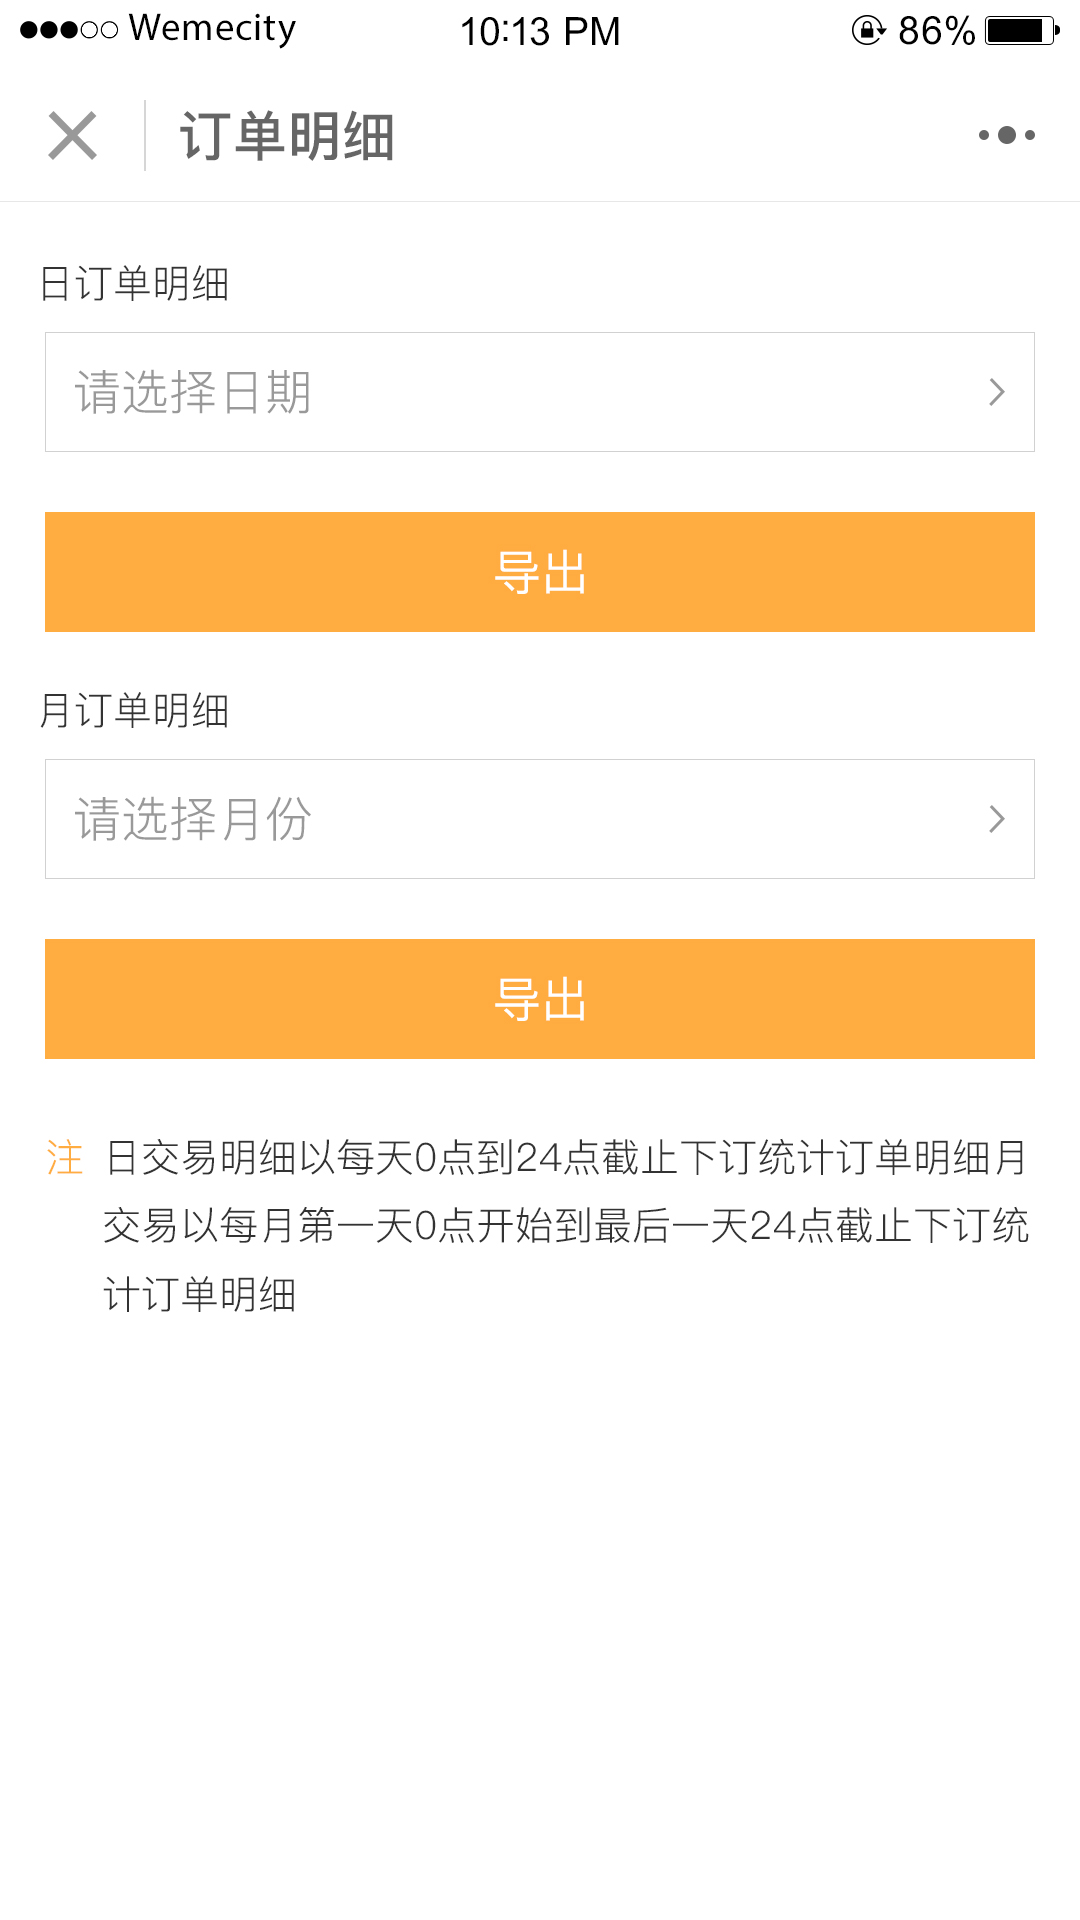 Wemecity 10:13 PM 86%
订单明细
日订单明细
请选择日期
导出
月订单明细
请选择月份
导出
注 日交易明细以每天0点到24点截止下订统计订单明细月
交易以每月第一天0点开始到最后一天24点截止下订统
计订单明细